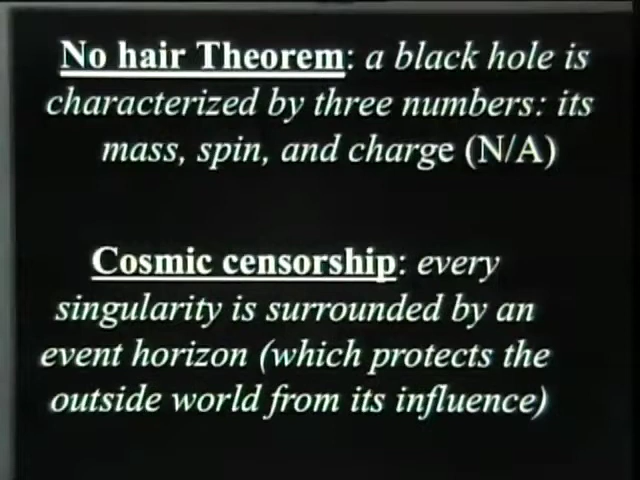 No hair Theorem: a black hole is
characterized by three numbers: its
mass, spin, and charge (N/A)
Cosmic censorship: every
singularity is surrounded by an
event horizon (which protects the
outside world from its influence)